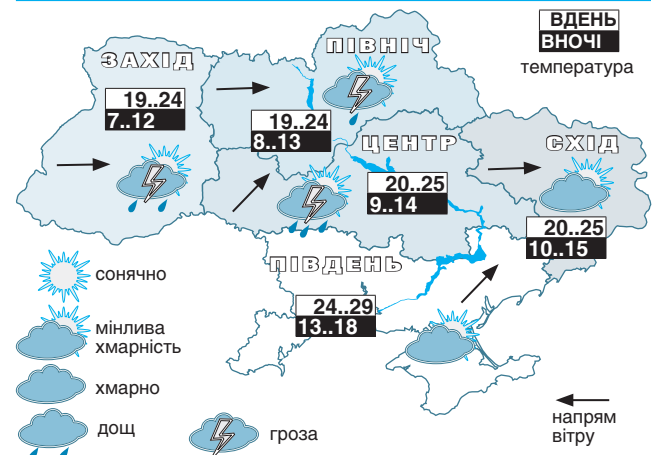 ВДЕНЬ
ВНОЧІ
температура
ЗАХІД
19..24
7..12
ПІВНІЧ
19..24
8..13
ЦЕНТР
20..25
9..14
СХІД
20..25
10..15
ПІВДЕНЬ
24..29
13..18
сонячно
мінлива
хмарність
хмарно
дощ
гроза
напрям
вітру